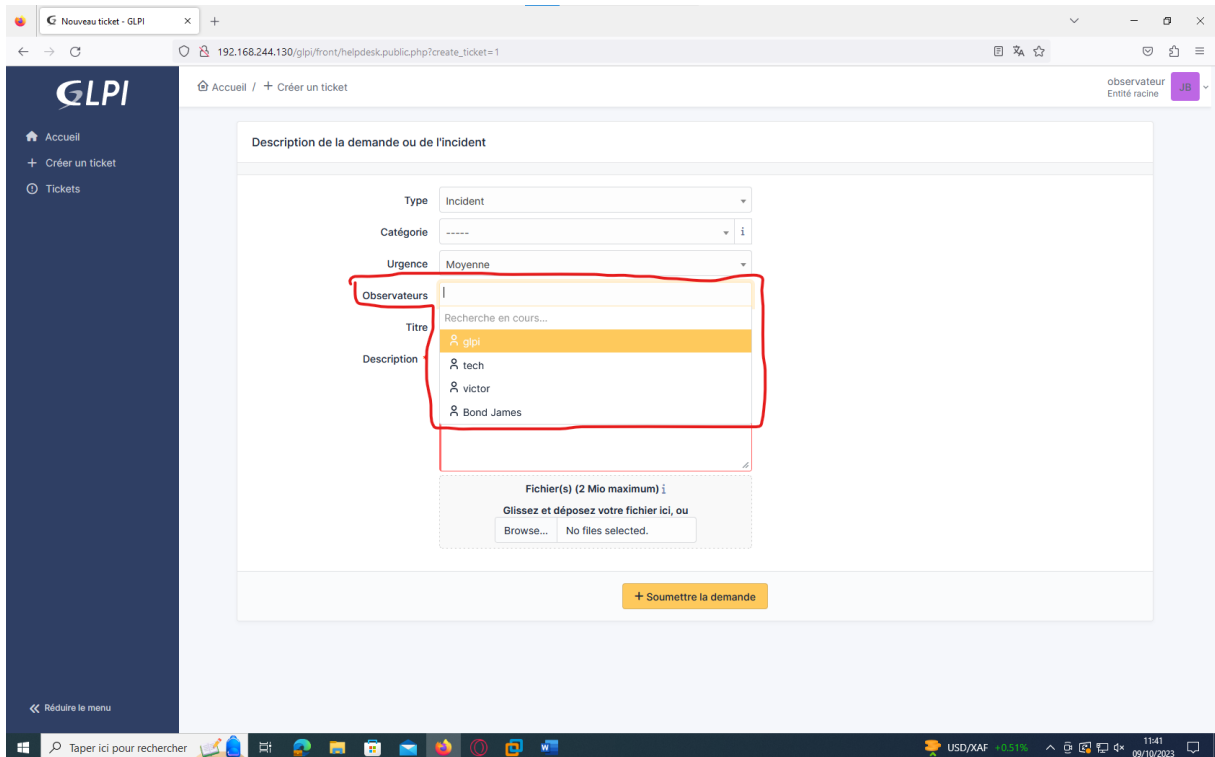 Nouveau ticket - GLPI
192.168.244.130/glpi/front/helpdesk.public.php?create_ticket=1
GLPI
Accueil / + Créer un ticket
observateur
Entité racine
JB
Accueil
+ Créer un ticket
Tickets
Description de la demande ou de l'incident
Type Incident
Catégorie -----
i
Urgence Moyenne
Observateurs
Recherche en cours...
Titre
glpi
Description *
tech
victor
Bond James
Fichier(s) (2 Mio maximum) i
Glissez et déposez votre fichier ici, ou
Browse... No files selected.
+ Soumettre la demande
Réduire le menu
Taper ici pour rechercher
USD/XAF +0.51%
11:41
09/10/2023